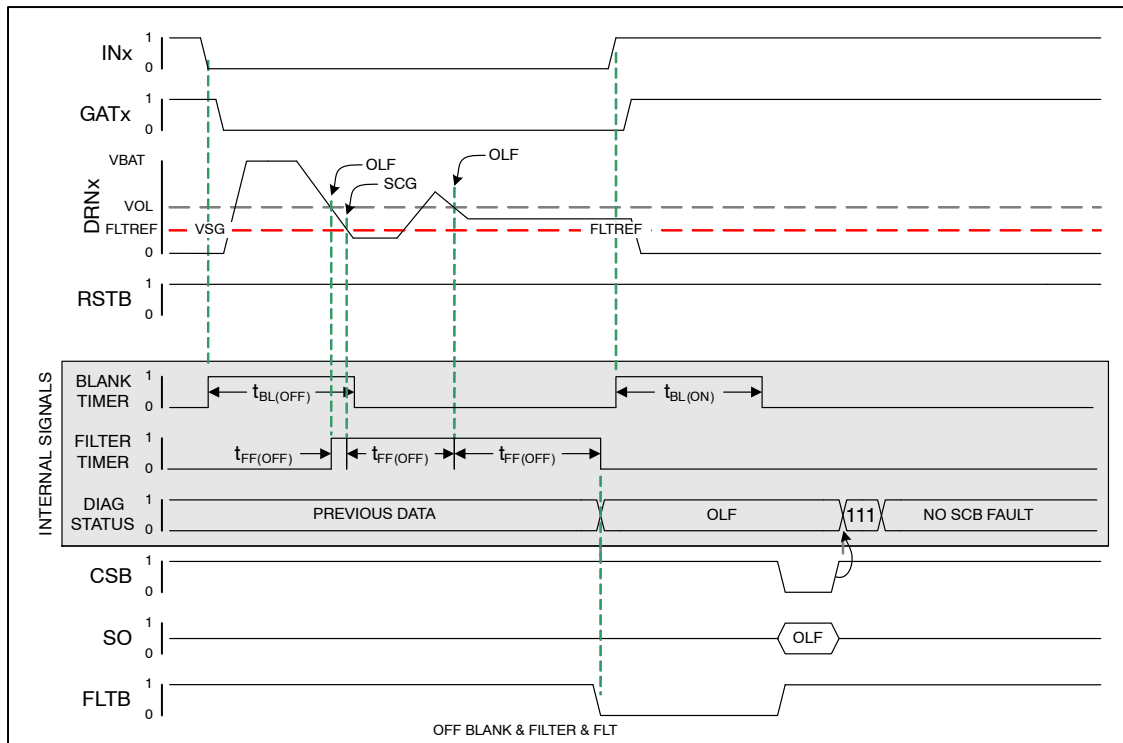 INx
1
0
GATx
1
0
DRNx
VBAT
VOL
FLTREF
0
VSG
OLF
SCG
OLF
FLTREF
RSTB
1
0
INTERNAL SIGNALS
BLANK
TIMER
1
0
tBL(OFF)
tBL(ON)
FILTER
TIMER
1
0
tFF(OFF)
tFF(OFF)
tFF(OFF)
DIAG
STATUS
1
0
PREVIOUS DATA
OLF
111
NO SCB FAULT
CSB
1
0
SO
1
0
OLF
FLTB
1
0
OFF BLANK & FILTER & FLT